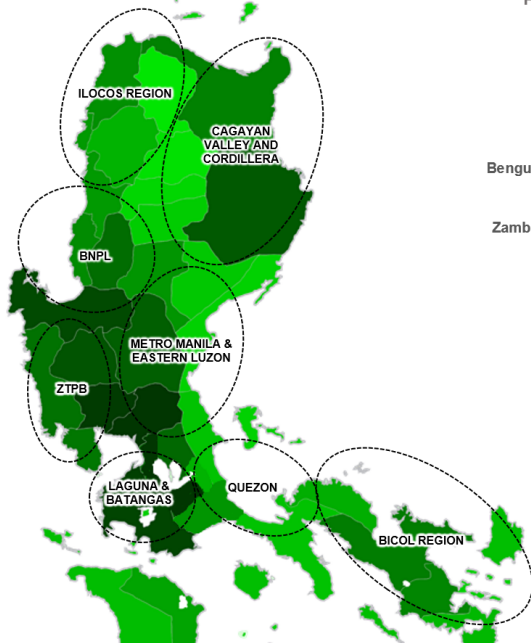 ILOCOS REGION
CAGAYAN
VALLEY AND
CORDILLERA
Bengu
Zamb
BNPL
METRO MANILA &
EASTERN LUZON
ZTPB
LAGUNA &
BATANGAS
QUEZON
BICOL REGION